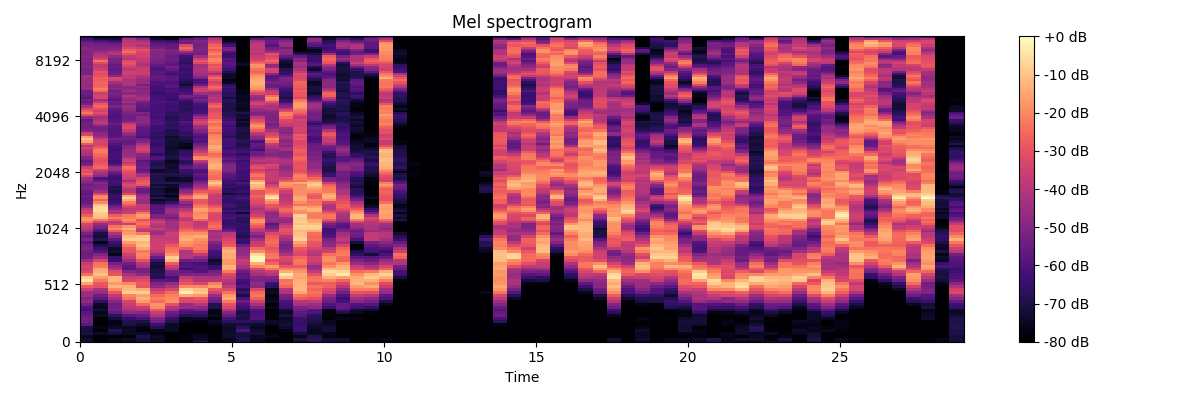 Mel spectrogram
Hz
8192
4096
2048
1024
512
0
0 5 10 15 20 25
Time
+0 dB
-10 dB
-20 dB
-30 dB
-40 dB
-50 dB
-60 dB
-70 dB
-80 dB